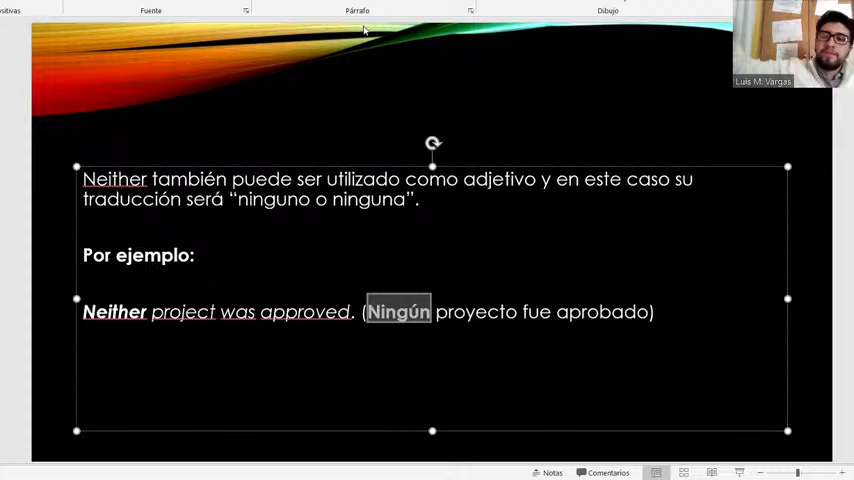 Fuente
Párrafo
Dibujo
Luis M. Vargas
Neither también puede ser utilizado como adjetivo y en este caso su
traducción será “ninguno o ninguna”.
Por ejemplo:
Neither project was approved. (Ningún proyecto fue aprobado)
Notas
Comentarios